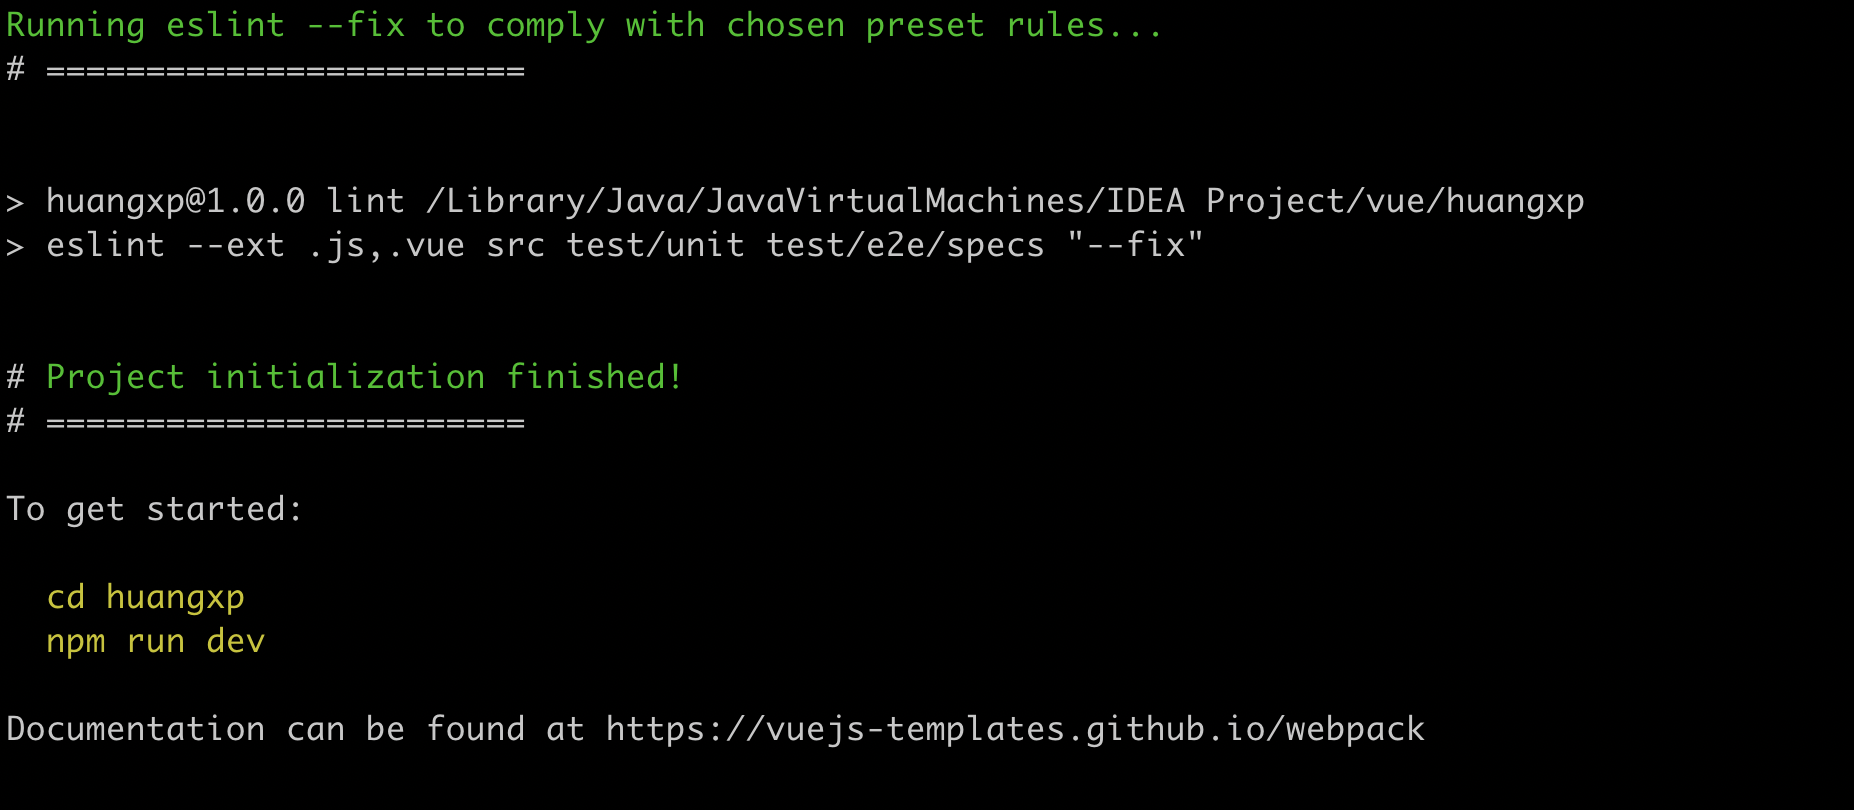 Running eslint --fix to comply with chosen preset rules...
# ========================
> huangxp@1.0.0 lint /Library/Java/JavaVirtualMachines/IDEA Project/vue/huangxp
> eslint --ext .js,.vue src test/unit test/e2e/specs "--fix"
# Project initialization finished!
# ========================
To get started:
cd huangxp
npm run dev
Documentation can be found at https://vuejs-templates.github.io/webpack